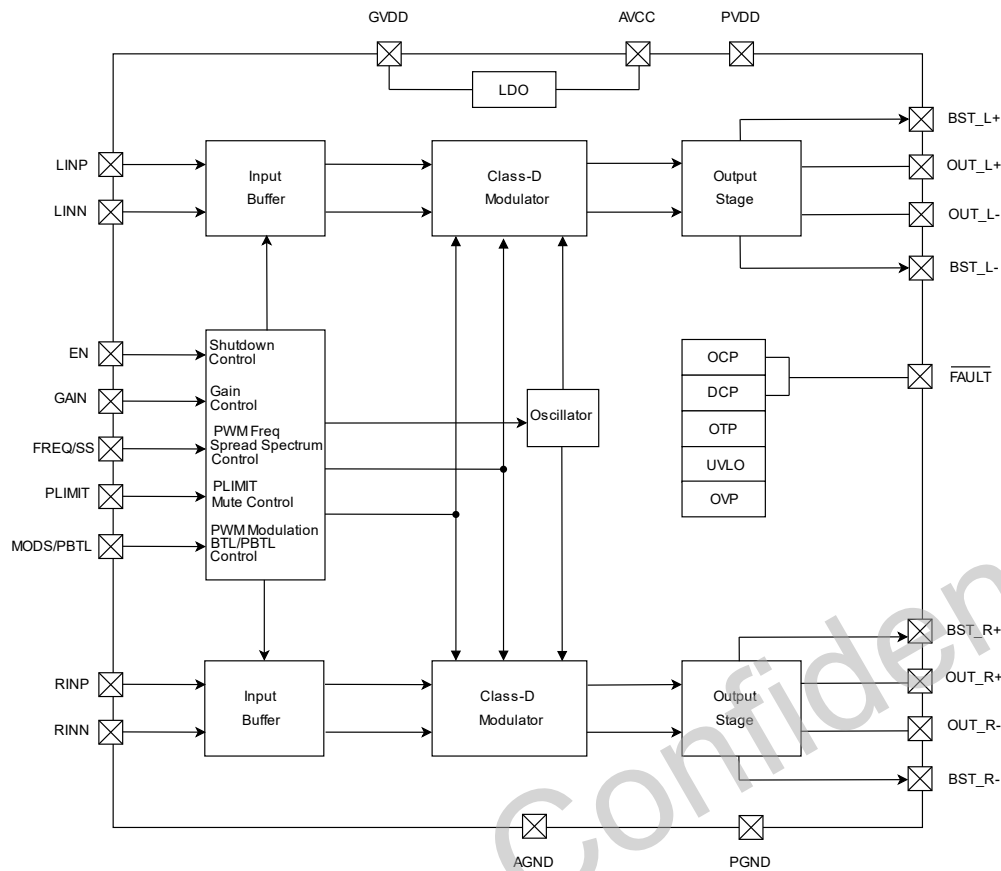 GVDD
AVCC
PVDD
LDO
BST_L+
LINP
Input
Buffer
Class-D
Modulator
Output
Stage
OUT_L+
LINN
OUT_L-
BST_L-
EN
Shutdown
Control
OCP
FAULT
GAIN
Gain
Control
DCP
Oscillator
FREQ/SS
PWM Freq
Spread Spectrum
Control
OTP
UVLO
PLIMIT
PLIMIT
Mute Control
OVP
MODS/PBTL
PWM Modulation
BTL/PBTL
Control
BST_R+
RINP
Input
Buffer
Class-D
Modulator
Output
Stage
OUT_R+
RINN
OUT_R-
BST_R-
AGND
PGND
Confiden